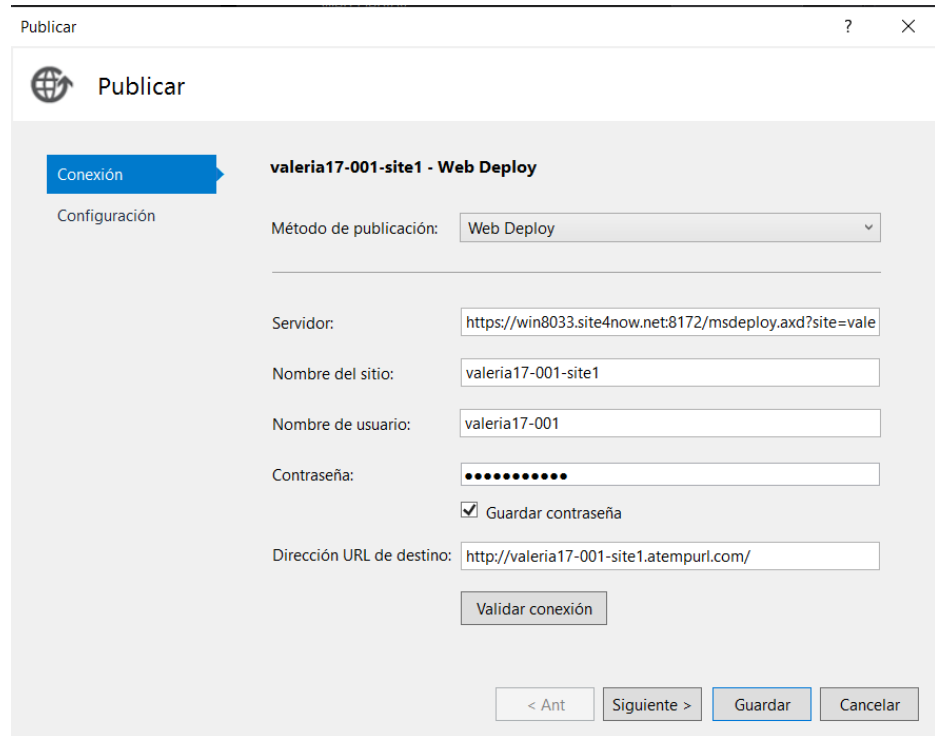 Publicar
?
Publicar
Conexión
Configuración
valeria17-001-site1 - Web Deploy
Método de publicación: Web Deploy
Servidor: https://win8033.site4now.net:8172/msdeploy.axd?site=vale
Nombre del sitio: valeria17-001-site1
Nombre de usuario: valeria17-001
Contraseña: ●●●●●●●●●●●
Guardar contraseña
Dirección URL de destino: http://valeria17-001-site1.atempurl.com/
Validar conexión
< Ant Siguiente > Guardar Cancelar